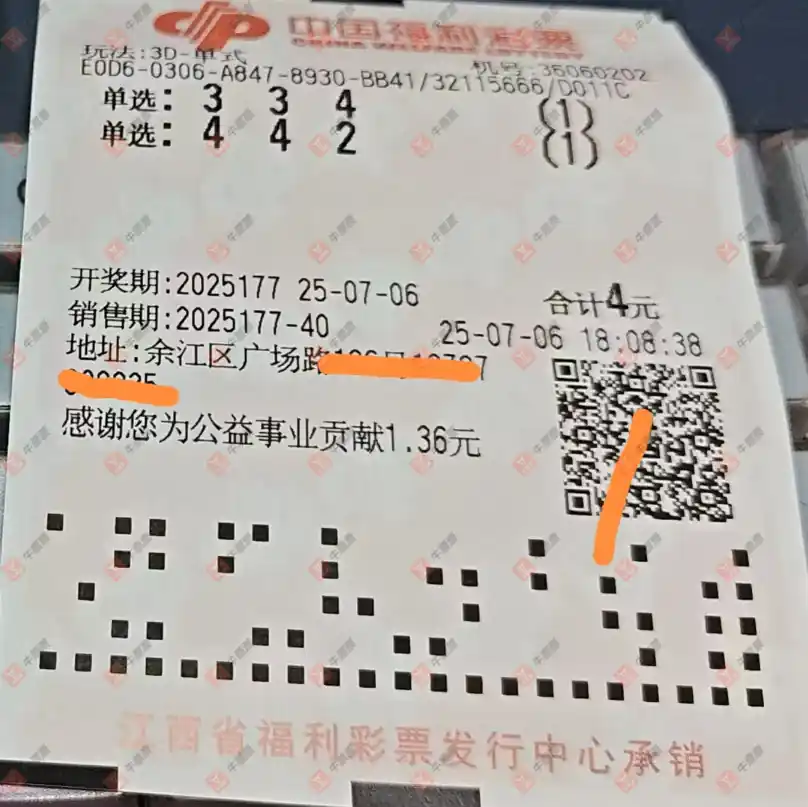 中国福利彩票
CHINA WELFARE LOTTERY
玩法:3D-单式 机号:36060202
E0D6-0306-A847-8930-BB41/32115666/D011C
单选: 3 3 4 (1)
单选: 4 4 2 (1)
开奖期:2025177 25-07-06 合计4元
销售期:2025177-40 25-07-06 18:08:38
地址:余江区广场路
感谢您为公益事业贡献1.36元
江西省福利彩票发行中心承销